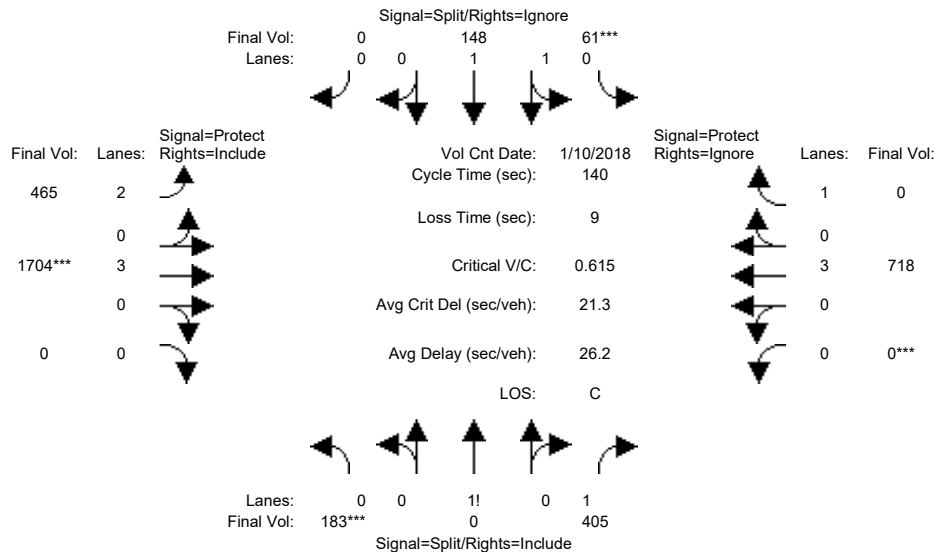 Signal=Split/Rights=Ignore
Final Vol: 0 148 61***
Lanes: 0 0 1 1 0
Signal=Protect
Final Vol: Lanes: Rights=Include
Vol Cnt Date: 1/10/2018
Signal=Protect
Rights=Ignore Lanes: Final Vol:
Cycle Time (sec): 140
465 2
1 0
Loss Time (sec): 9
0
0
1704*** 3
Critical V/C: 0.615
3 718
0
Avg Crit Del (sec/veh): 21.3
0
0 0
Avg Delay (sec/veh): 26.2
0 0***
LOS: C
Lanes: 0 0 1! 0 1
Final Vol: 183*** 0 405
Signal=Split/Rights=Include